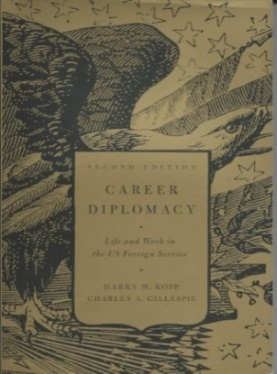 SECOND EDITION
CAREER
DIPLOMACY
Life and Work in
the US Foreign Service
HARRY W. KOPP
CHARLES A. GILLESPIE